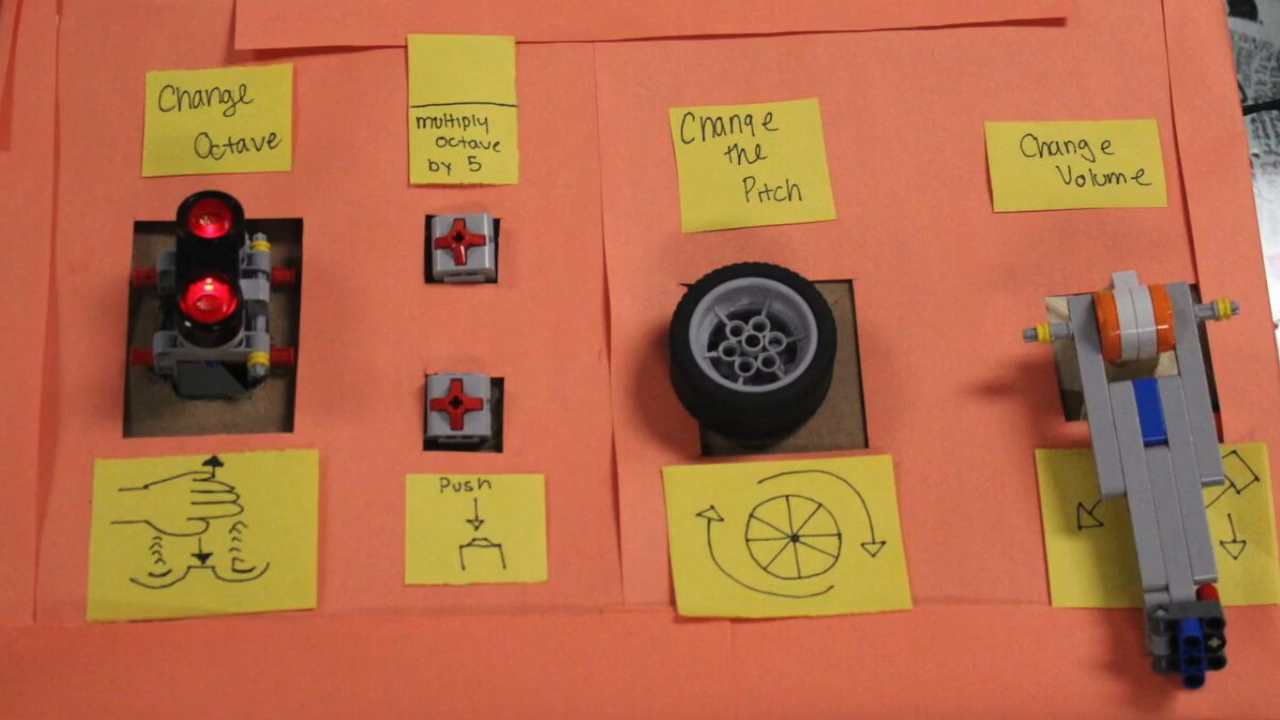 Change
Octave
multiply
octave
by 5
Change
the
Pitch
Change
Volume
Push